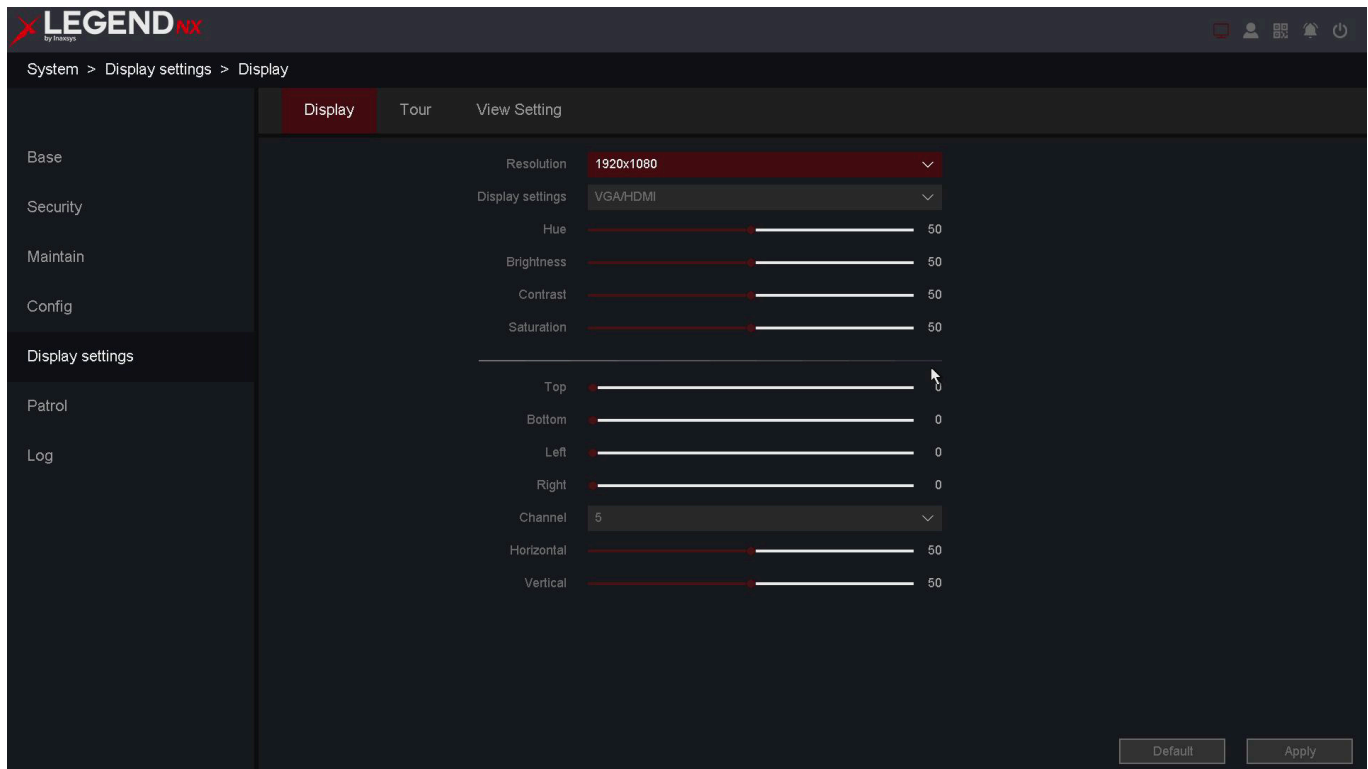 LEGEND NX
by Inaxsys
System > Display settings > Display
Display Tour View Setting
Base
Security
Maintain
Config
Display settings
Patrol
Log
Resolution 1920x1080
Display settings VGA/HDMI
Hue 50
Brightness 50
Contrast 50
Saturation 50
Top 0
Bottom 0
Left 0
Right 0
Channel 5
Horizontal 50
Vertical 50
Default Apply